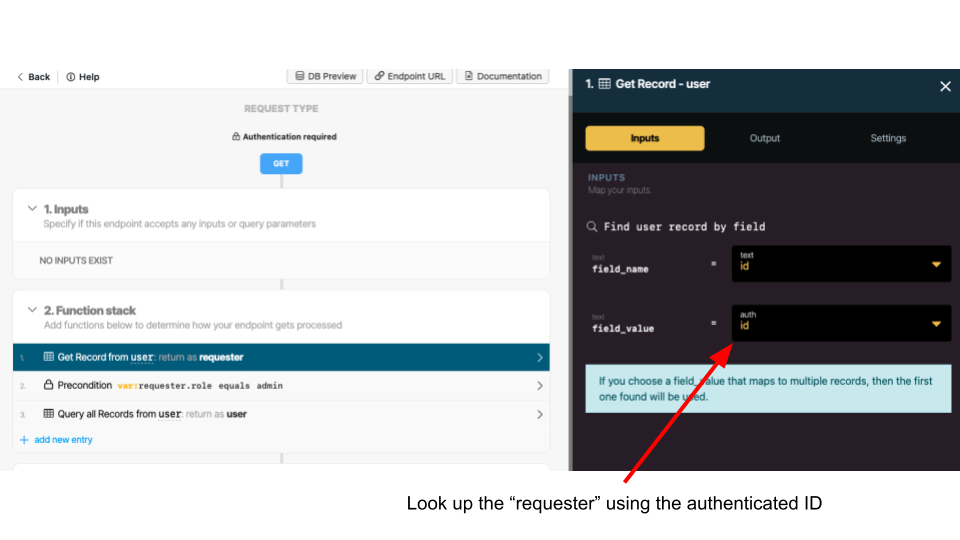 Back
Help
DB Preview
Endpoint URL
Documentation
REQUEST TYPE
Authentication required
GET
1. Inputs
Specify if this endpoint accepts any inputs or query parameters
NO INPUTS EXIST
2. Function stack
Add functions below to determine how your endpoint gets processed
1. Get Record from user: return as requester
2. Precondition var:requester.role equals admin
3. Query all Records from user: return as user
+ add new entry
1. Get Record - user
Inputs
Output
Settings
INPUTS
Map your inputs.
Find user record by field
text
field_name
=
text
id
text
field_value
=
auth
id
If you choose a field_value that maps to multiple records, then the first
one found will be used.
Look up the “requester” using the authenticated ID